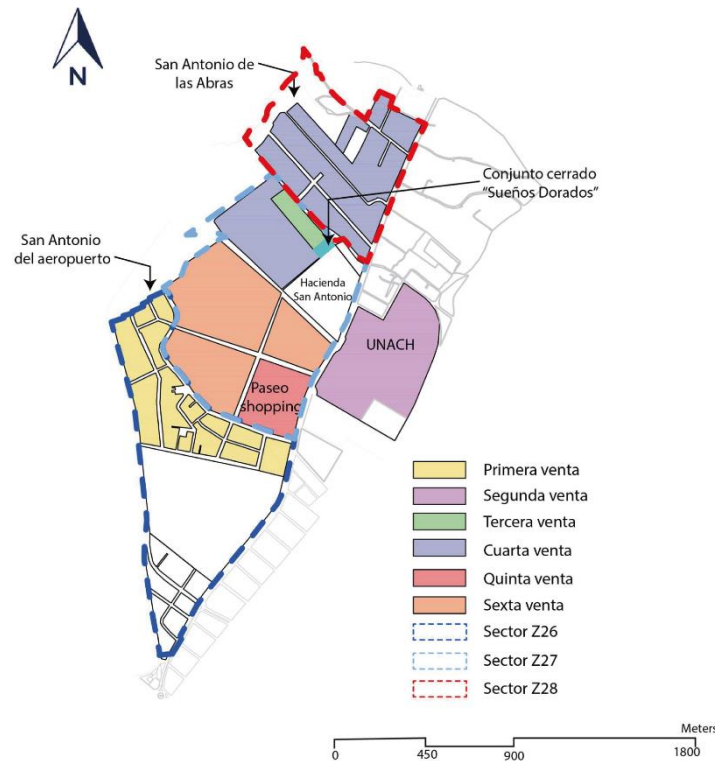 San Antonio de
las Abras
N
Conjunto cerrado
“Sueños Dorados”
San Antonio
del aeropuerto
Hacienda
San Antonio
UNACH
Paseo
shopping
Primera venta
Segunda venta
Tercera venta
Cuarta venta
Quinta venta
Sexta venta
Sector Z26
Sector Z27
Sector Z28
Meters
0
450
900
1800